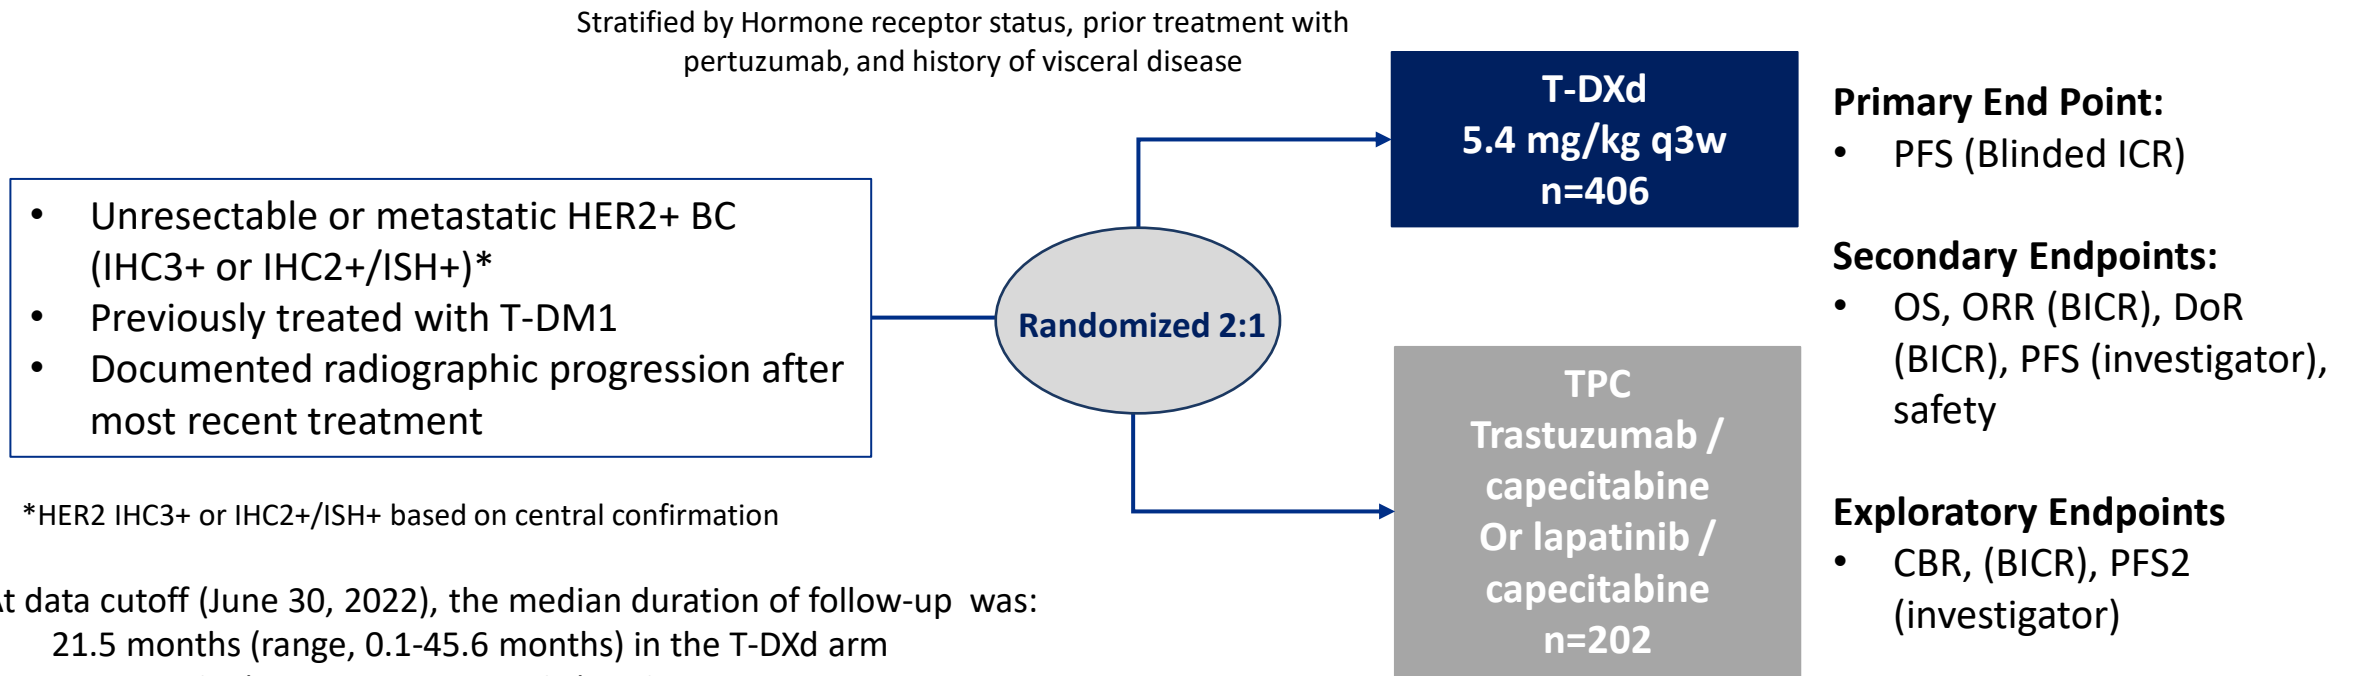 Stratified by Hormone receptor status, prior treatment with
pertuzumab, and history of visceral disease
• Unresectable or metastatic HER2+ BC
(IHC3+ or IHC2+/ISH+)*
• Previously treated with T-DM1
• Documented radiographic progression after
most recent treatment
*HER2 IHC3+ or IHC2+/ISH+ based on central confirmation
At data cutoff (June 30, 2022), the median duration of follow-up was:
21.5 months (range, 0.1-45.6 months) in the T-DXd arm
Randomized 2:1
T-DXd
5.4 mg/kg q3w
n=406
TPC
Trastuzumab /
capecitabine
Or lapatinib /
capecitabine
n=202
Primary End Point:
• PFS (Blinded ICR)
Secondary Endpoints:
• OS, ORR (BICR), DoR
(BICR), PFS (investigator),
safety
Exploratory Endpoints
• CBR, (BICR), PFS2
(investigator)